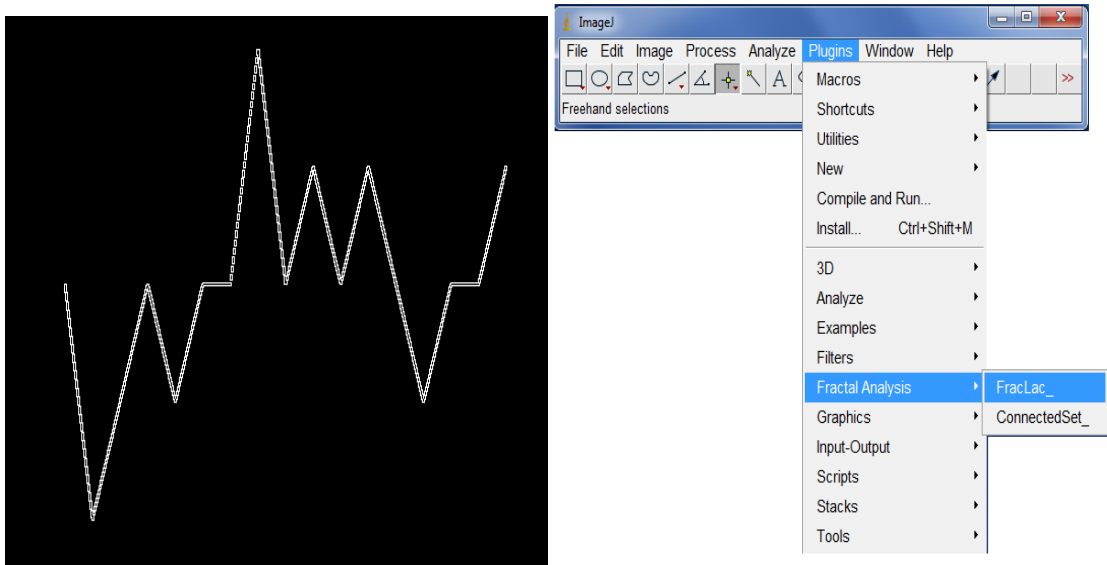 ImageJ
File Edit Image Process Analyze Plugins Window Help
A
Freehand selections
Macros
Shortcuts
Utilities
New
Compile and Run...
Install... Ctrl+Shift+M
3D
Analyze
Examples
Filters
Fractal Analysis
FracLac_
Graphics
ConnectedSet_
Input-Output
Scripts
Stacks
Tools